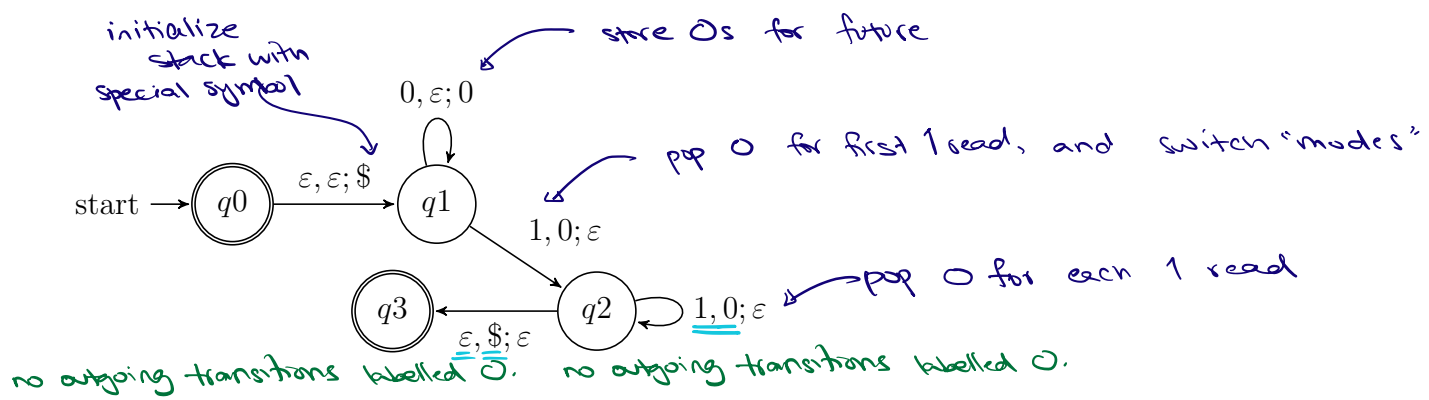 initialize
stack with
special symbol
store 0s for future
0, ε; 0
pop 0 for first 1 read, and switch "modes"
start
q0
ε, ε; $
q1
1, 0; ε
pop 0 for each 1 read
q3
ε, $; ε
q2
1, 0; ε
no outgoing transitions labelled 0.
no outgoing transitions labelled 0.